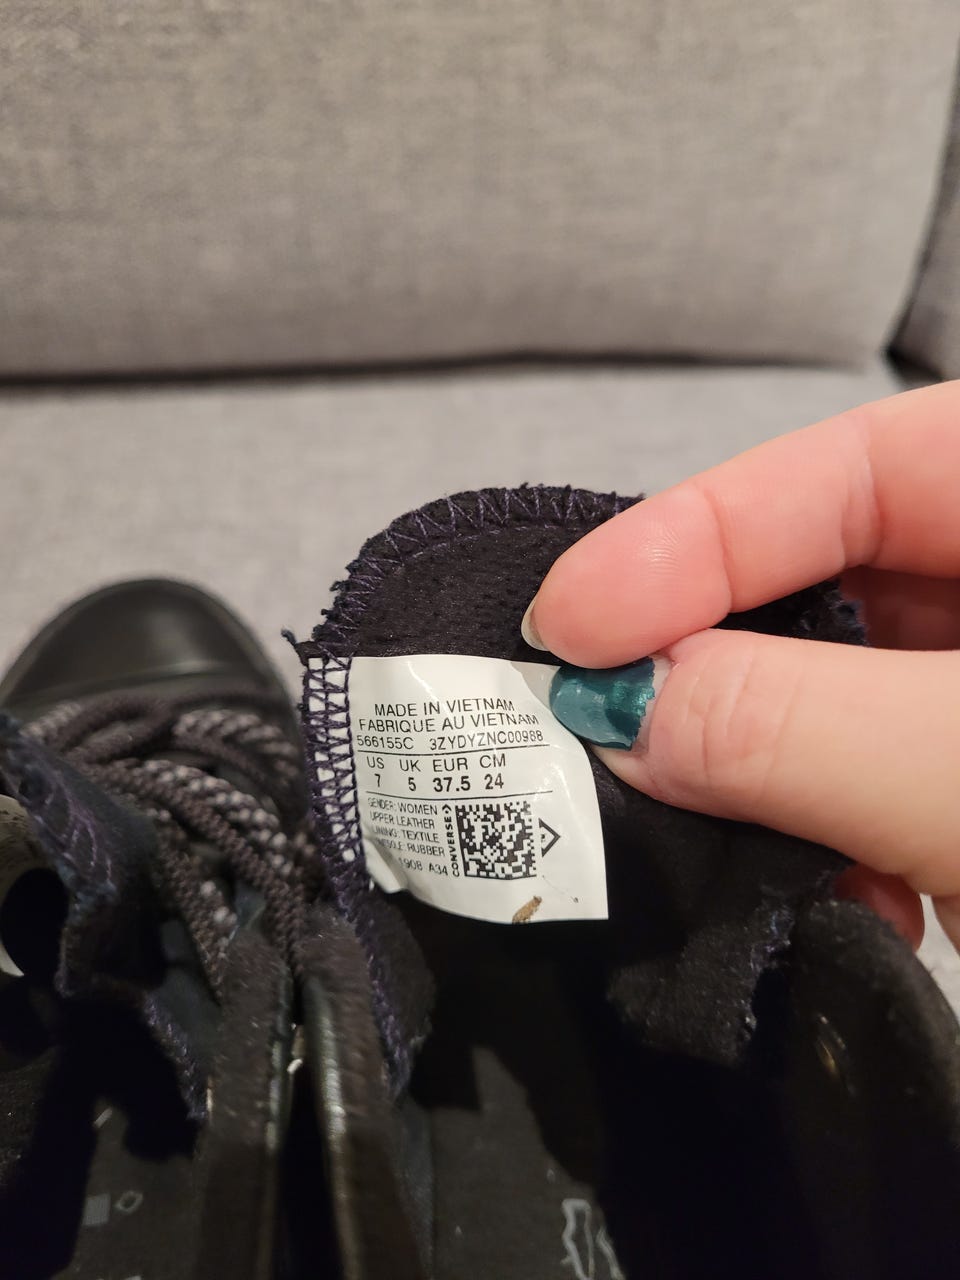 MADE IN VIETNAM
FABRIQUE AU VIETNAM
566155C 3ZYDYZNC00988
US UK EUR CM
7 5 37.5 24
GENDER: WOMEN
UPPER LEATHER
LINING: TEXTILE
RUBBER
1908 A34
CONVERSE